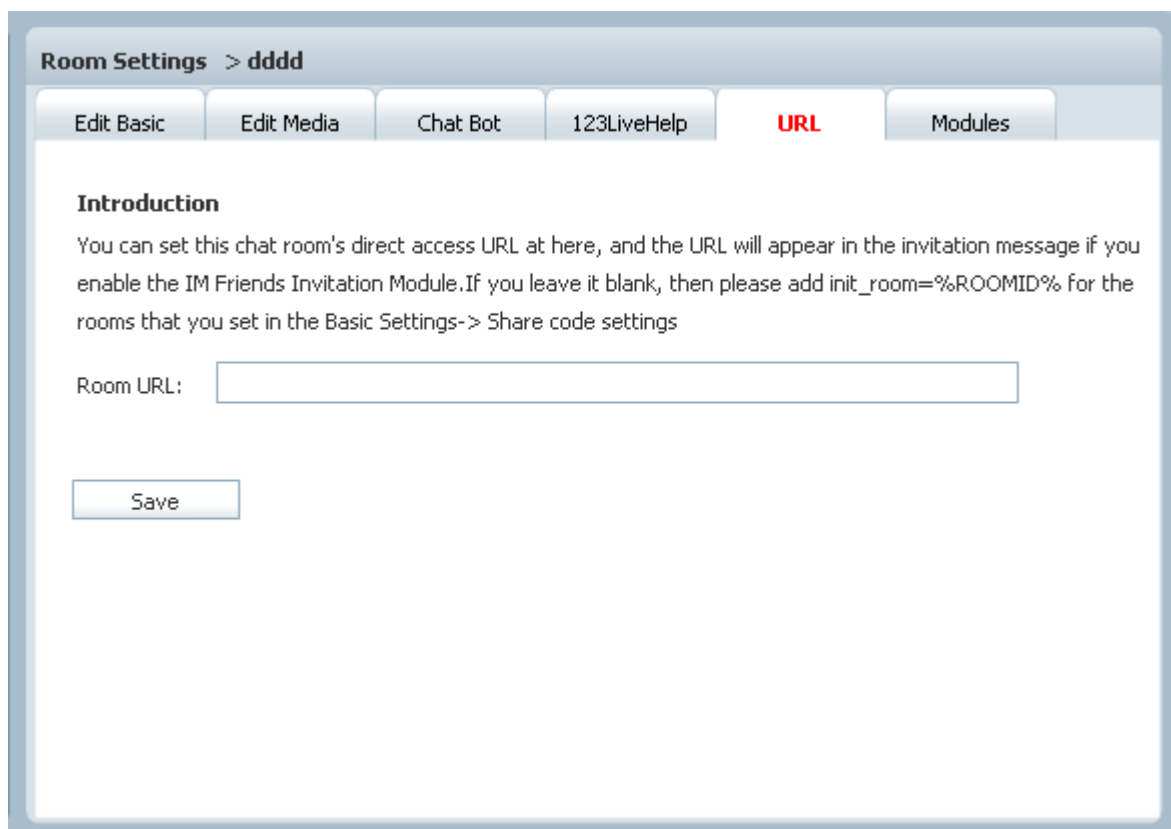 Room Settings > dddd
Edit Basic Edit Media Chat Bot 123LiveHelp URL Modules
Introduction
You can set this chat room's direct access URL at here, and the URL will appear in the invitation message if you
enable the IM Friends Invitation Module.If you leave it blank, then please add init_room=%ROOMID% for the
rooms that you set in the Basic Settings-> Share code settings
Room URL:
Save